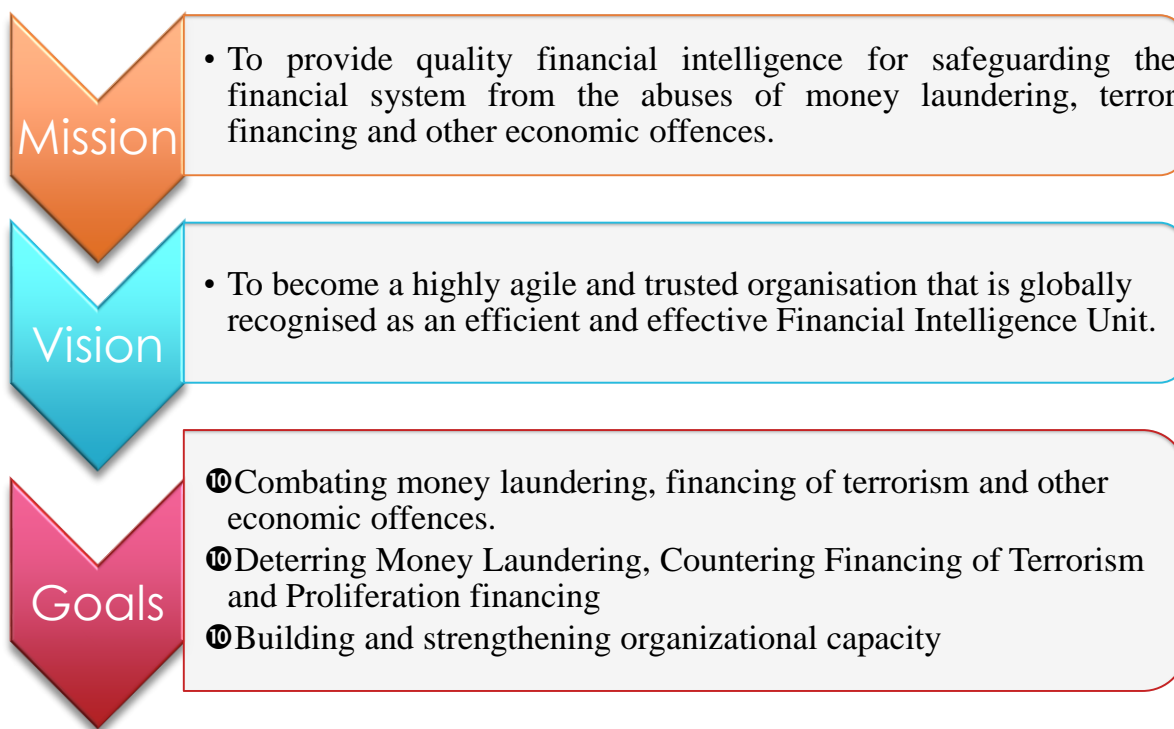 Mission
• To provide quality financial intelligence for safeguarding the
financial system from the abuses of money laundering, terror
financing and other economic offences.
Vision
• To become a highly agile and trusted organisation that is globally
recognised as an efficient and effective Financial Intelligence Unit.
Goals
❿Combating money laundering, financing of terrorism and other
economic offences.
❿Deterring Money Laundering, Countering Financing of Terrorism
and Proliferation financing
❿Building and strengthening organizational capacity